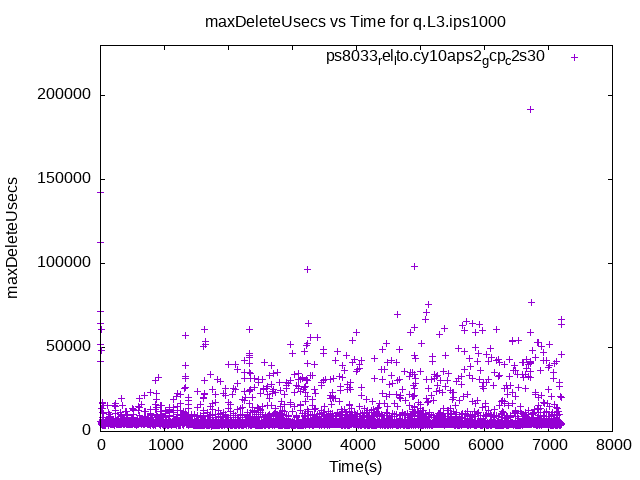 maxDeleteUsecs vs Time for q.L3.ips1000
ps8033relto.cy10aps2gcpc2s30
200000
150000
100000
50000
0
maxDeleteUsecs
0 1000 2000 3000 4000 5000 6000 7000 8000
Time(s)